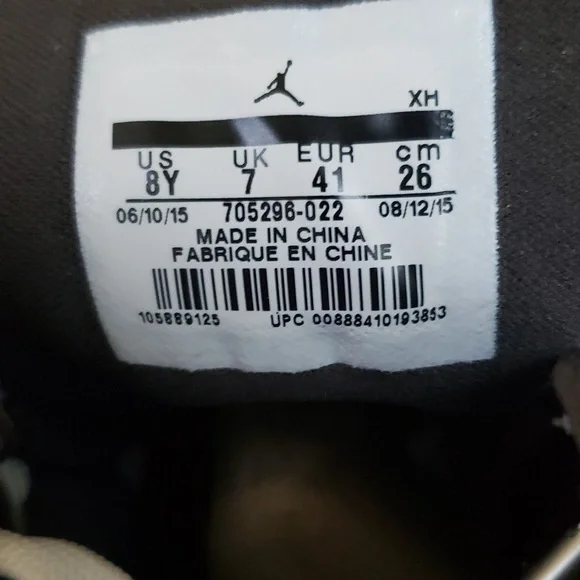 XH
US UK EUR cm
8Y 7 41 26
06/10/15 705296-022 08/12/15
MADE IN CHINA
FABRIQUE EN CHINE
105889125 UPC 00888410193853